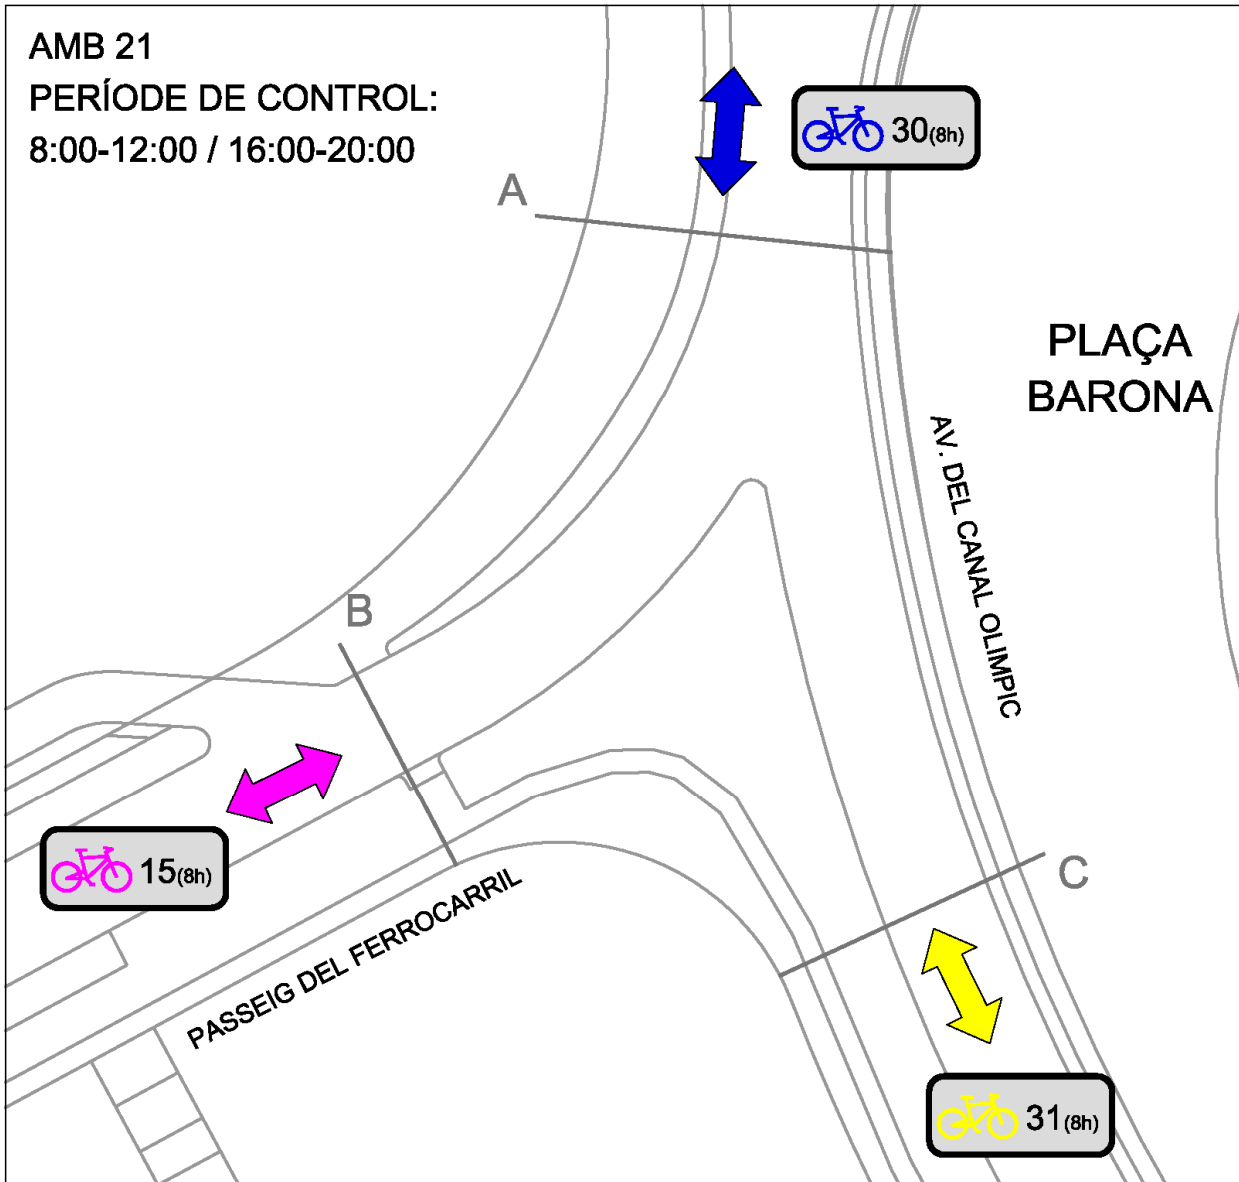 AMB 21
PERÍODE DE CONTROL:
8:00-12:00 / 16:00-20:00
30(8h)
A
PLAÇA
BARONA
AV. DEL CANAL OLIMPIC
B
15(8h)
C
PASSEIG DEL FERROCARRIL
31(8h)